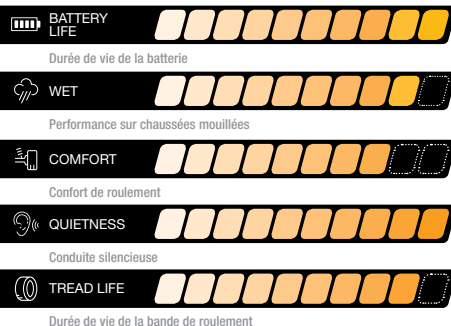 BATTERY
LIFE
Durée de vie de la batterie
WET
Performance sur chaussées mouillées
COMFORT
Confort de roulement
QUIETNESS
Conduite silencieuse
TREAD LIFE
Durée de vie de la bande de roulement